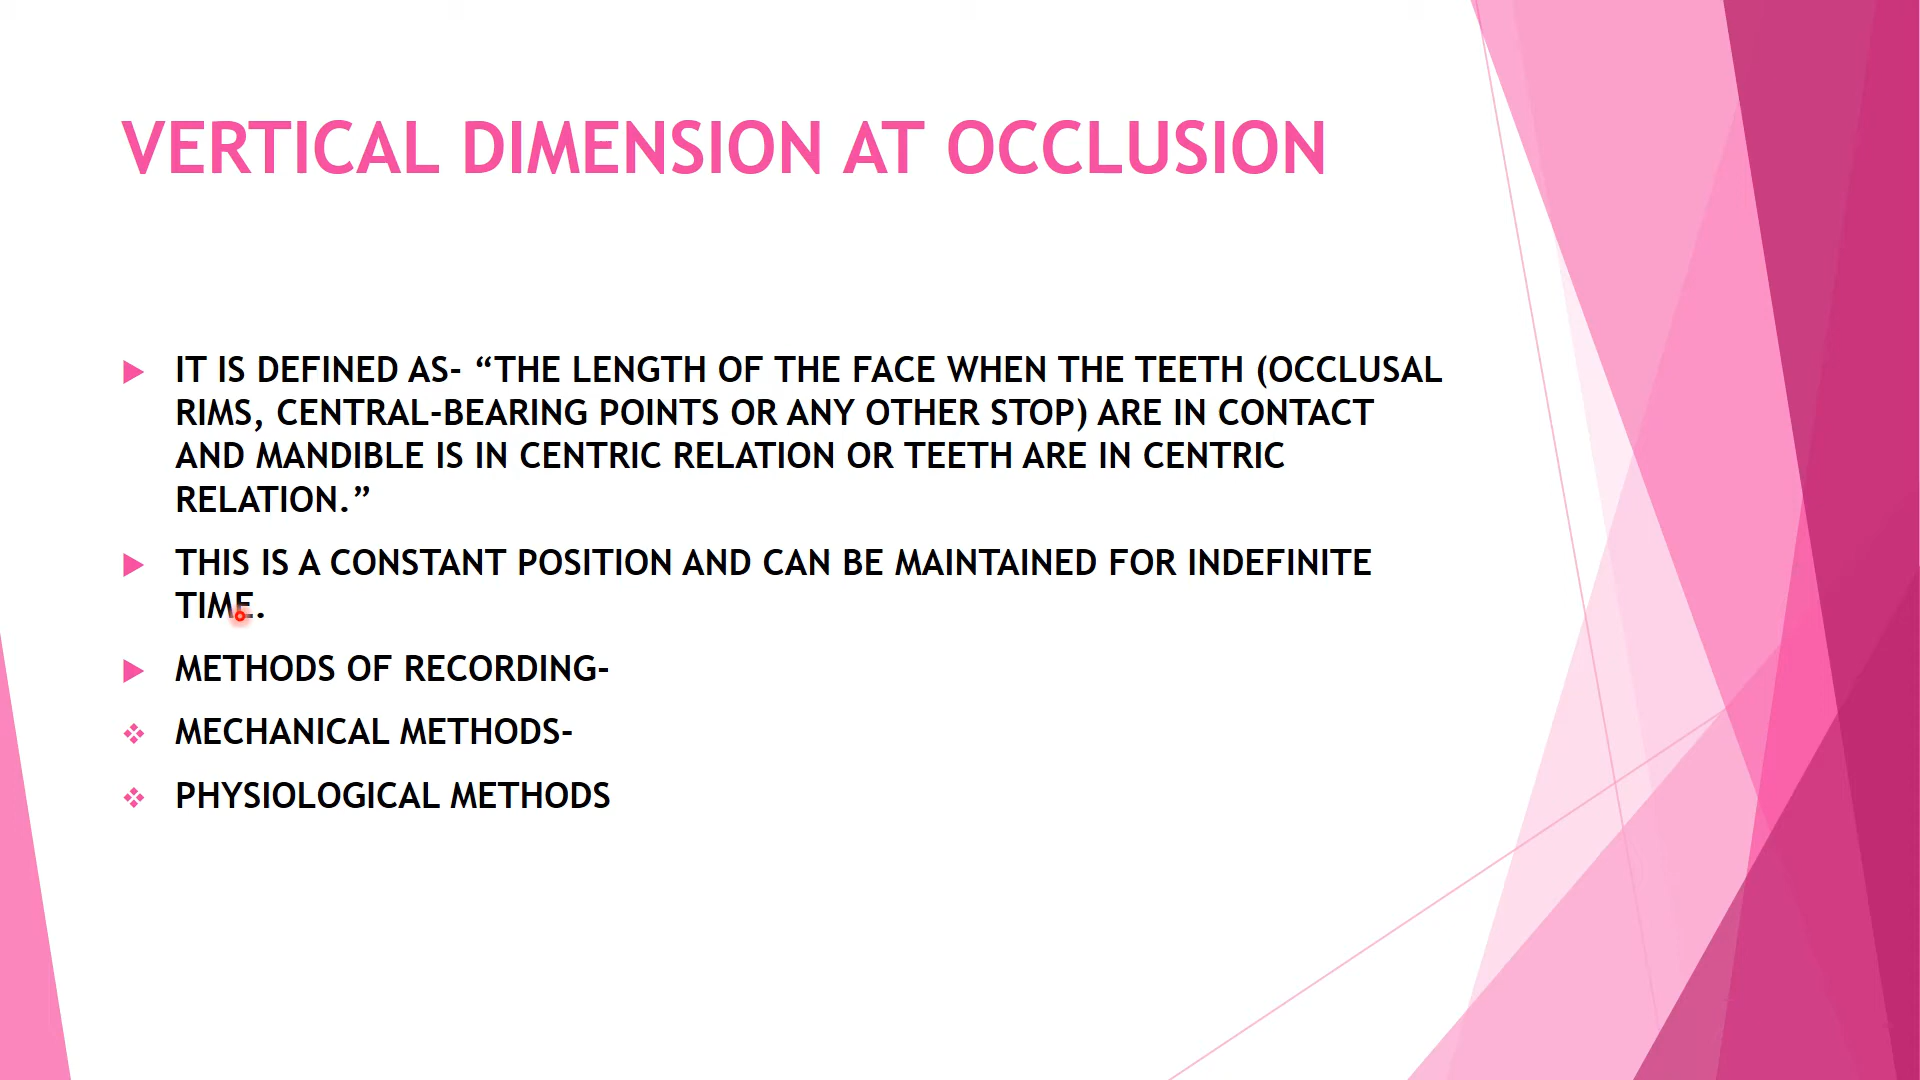 VERTICAL DIMENSION AT OCCLUSION
IT IS DEFINED AS- “THE LENGTH OF THE FACE WHEN THE TEETH (OCCLUSAL
RIMS, CENTRAL-BEARING POINTS OR ANY OTHER STOP) ARE IN CONTACT
AND MANDIBLE IS IN CENTRIC RELATION OR TEETH ARE IN CENTRIC
RELATION.”
THIS IS A CONSTANT POSITION AND CAN BE MAINTAINED FOR INDEFINITE
TIME.
METHODS OF RECORDING-
MECHANICAL METHODS-
PHYSIOLOGICAL METHODS